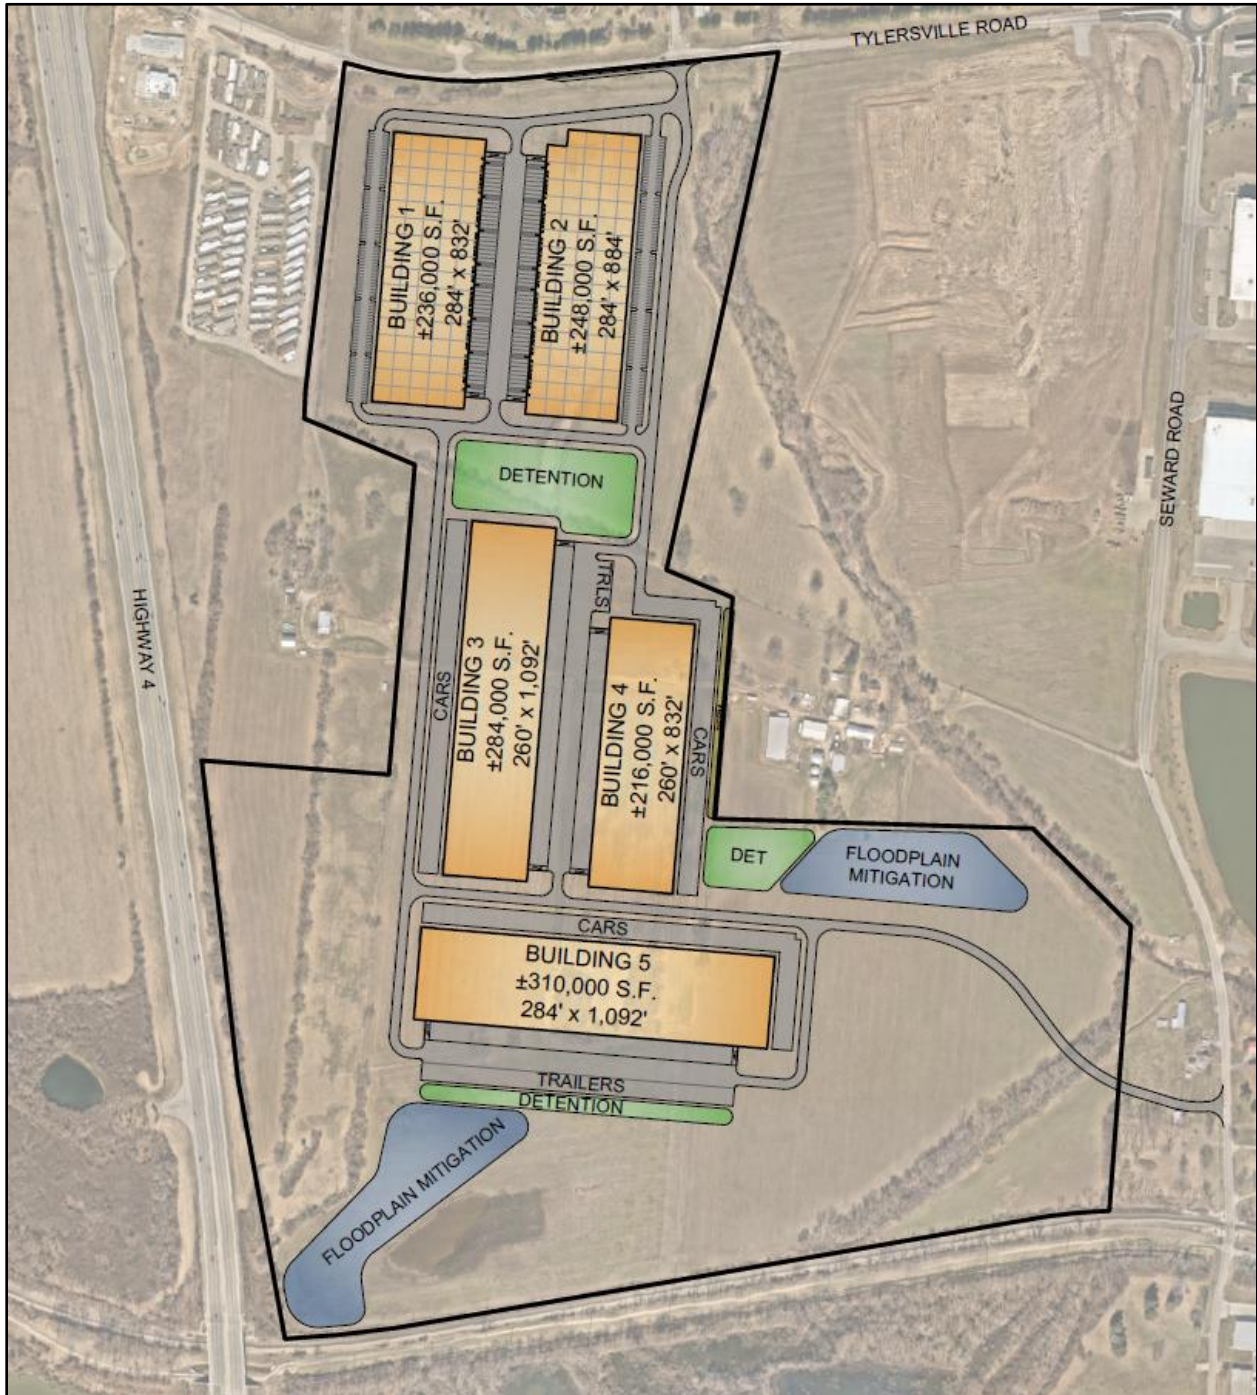 TYLERSVILLE ROAD
BUILDING 1
±236,000 S.F.
284' x 832'
BUILDING 2
±248,000 S.F.
284' x 884'
SEWARD ROAD
DETENTION
HIGHWAY 4
TRLS
CARS
BUILDING 3
±284,000 S.F.
260' x 1,092'
BUILDING 4
±216,000 S.F.
260' x 832'
CARS
DET
FLOODPLAIN
MITIGATION
CARS
BUILDING 5
±310,000 S.F.
284' x 1,092'
TRAILERS
DETENTION
FLOODPLAIN MITIGATION